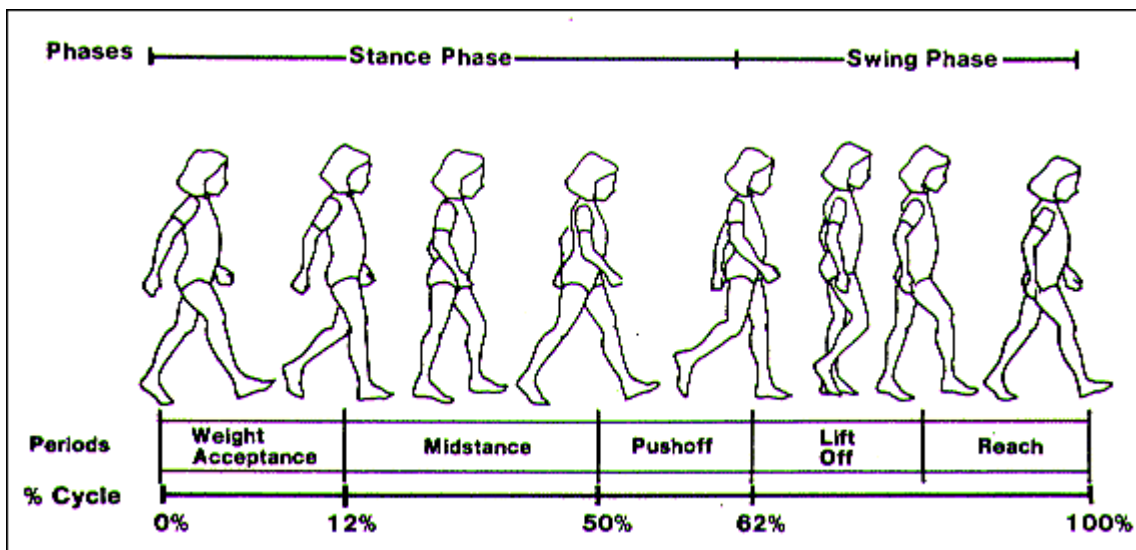 Phases Stance Phase Swing Phase
Weight
Acceptance
Periods Midstance Pushoff Lift
Off Reach
% Cycle
0% 12% 50% 62% 100%